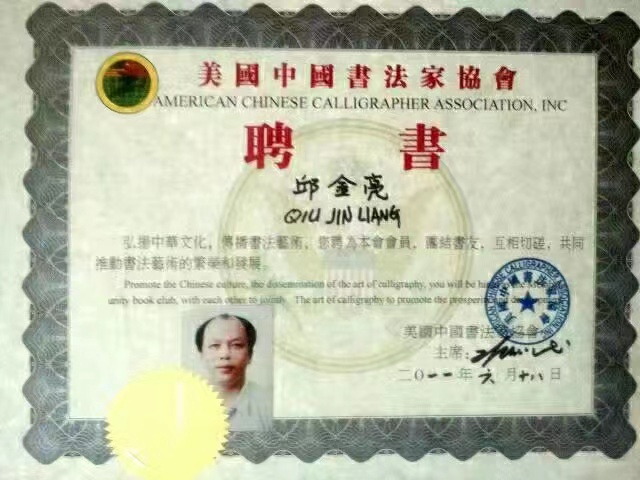 美國中國書法家協會
AMERICAN CHINESE CALLIGRAPHER ASSOCIATION, INC
聘 書
邱金亮
QIU JIN LIANG
弘揚中華文化，傳播書法藝術，您聘為本會會員，團結書友，互相切磋，共同
推動書法藝術的繁榮和發展。
Promote the Chinese culture, the dissemination of the art of calligraphy, you will be
unity book club, with each other to jointly The art of calligraphy to promote the prosperity and development
美國中國書法家協會
主席：
二〇一一年六月十八日